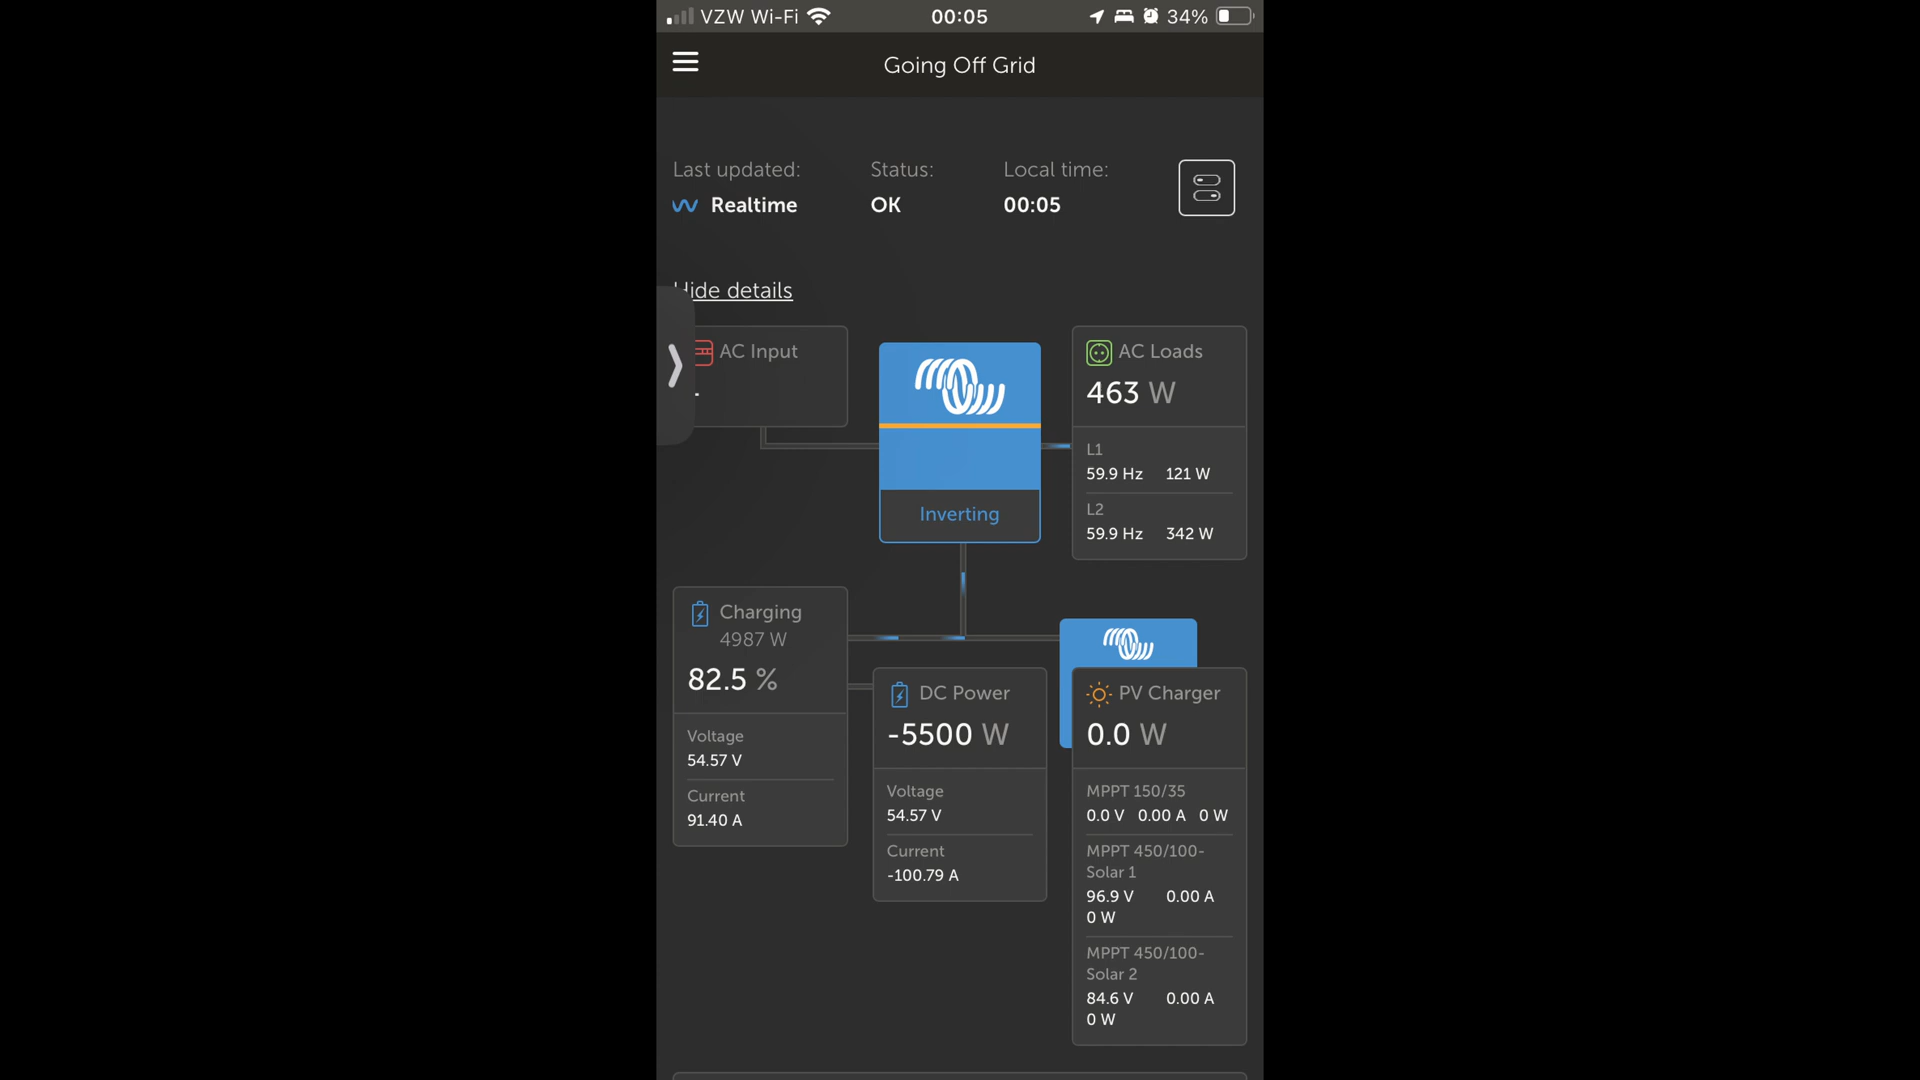 VZW Wi-Fi 00:05 34%
Going Off Grid
Last updated: Status: Local time:
Realtime OK 00:05
Hide details
AC Input
-
AC Loads
463 W
L1
59.9 Hz 121 W
L2
59.9 Hz 342 W
Inverting
Charging
4987 W
82.5 %
Voltage
54.57 V
Current
91.40 A
DC Power
-5500 W
Voltage
54.57 V
Current
-100.79 A
PV Charger
0.0 W
MPPT 150/35
0.0 V 0.00 A 0 W
MPPT 450/100-
Solar 1
96.9 V 0.00 A
0 W
MPPT 450/100-
Solar 2
84.6 V 0.00 A
0 W